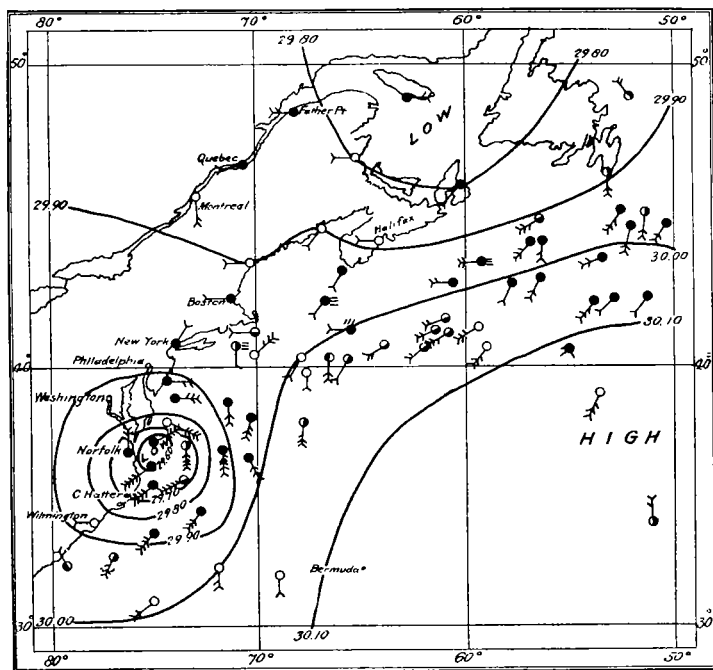 80° 70° 60° 50°
29.80 29.80
50° 50°
29.90
Father Pt
LOW
Quebec
29.90 Montreal
Halifax
30.00
Boston
30.10
New York
40° 40°
Philadelphia
Washington
HIGH
Norfolk
C Hatteras
29.70
29.80
Wilmington
29.90
Bermuda
30° 30.00 30.10 30°
80° 70° 60° 50°